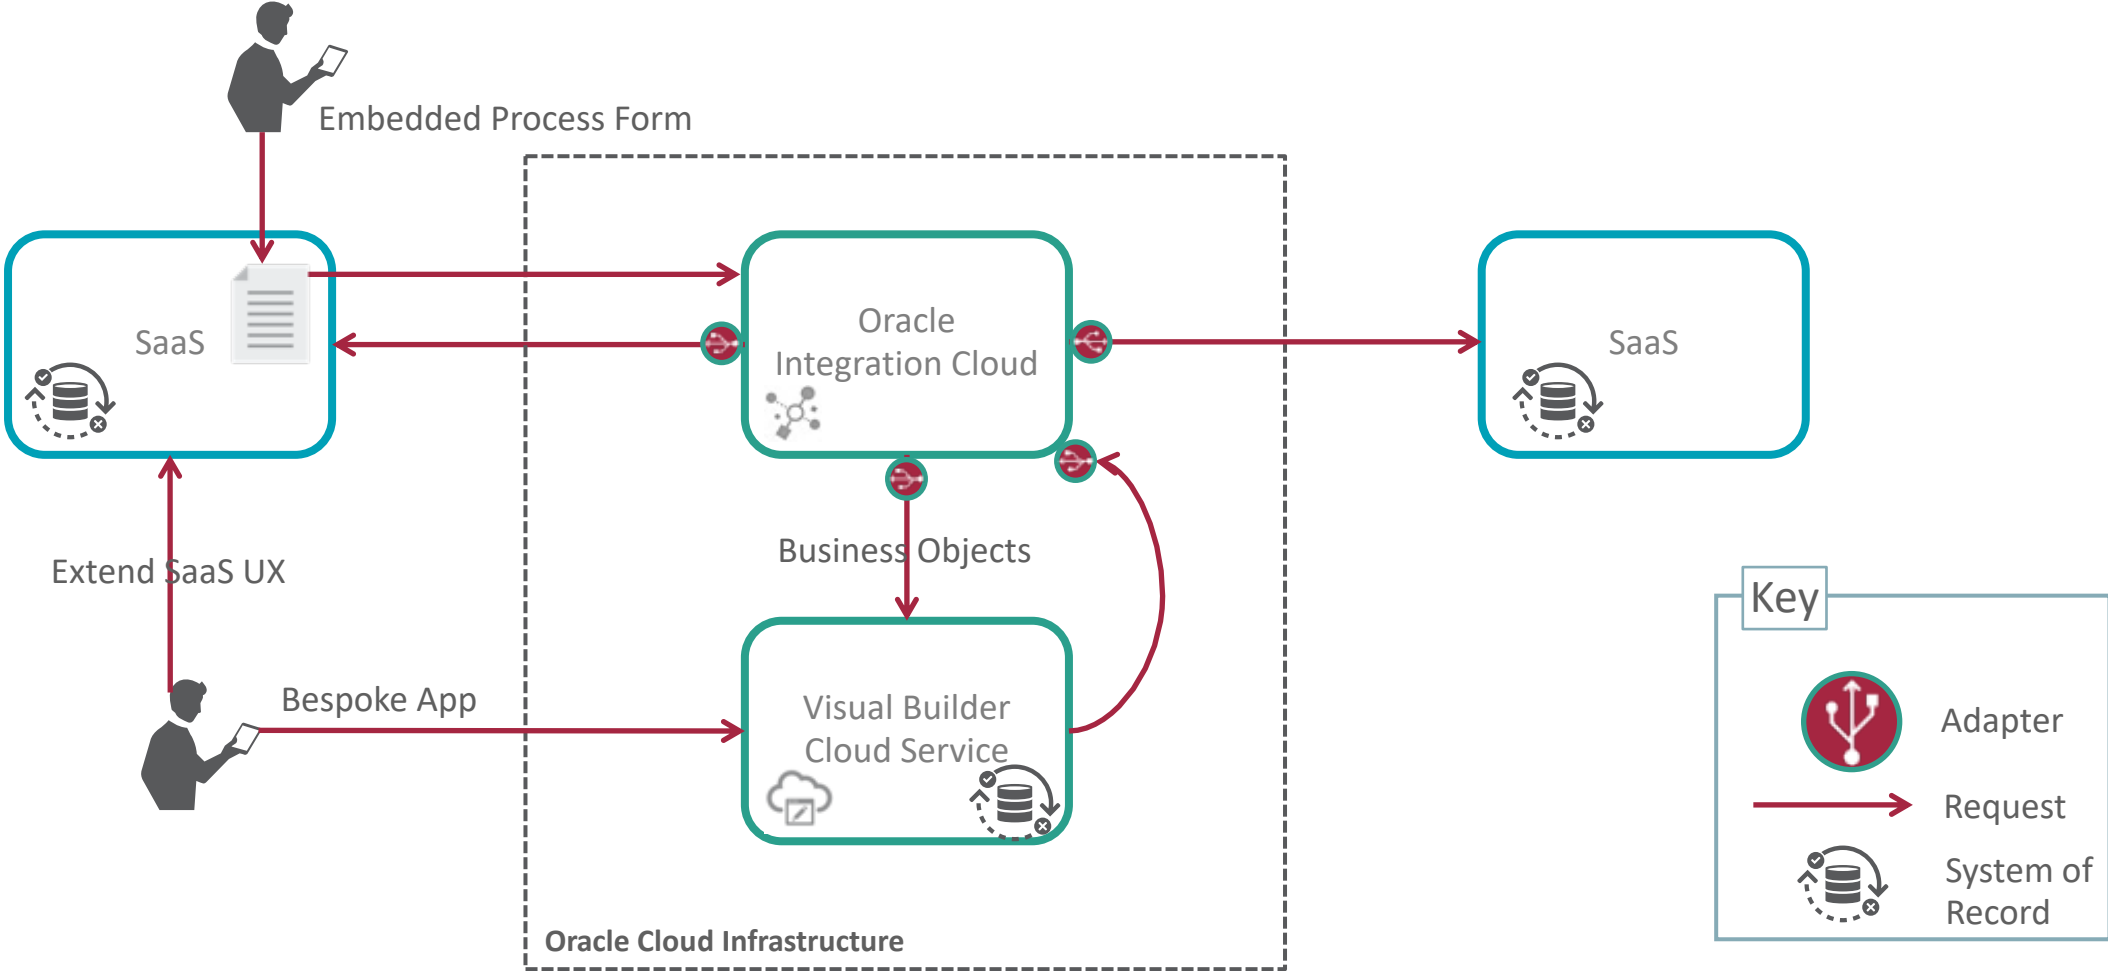 Embedded Process Form
SaaS
Oracle
Integration Cloud
SaaS
Business Objects
Extend SaaS UX
Bespoke App
Visual Builder
Cloud Service
Oracle Cloud Infrastructure
Key
Adapter
Request
System of
Record